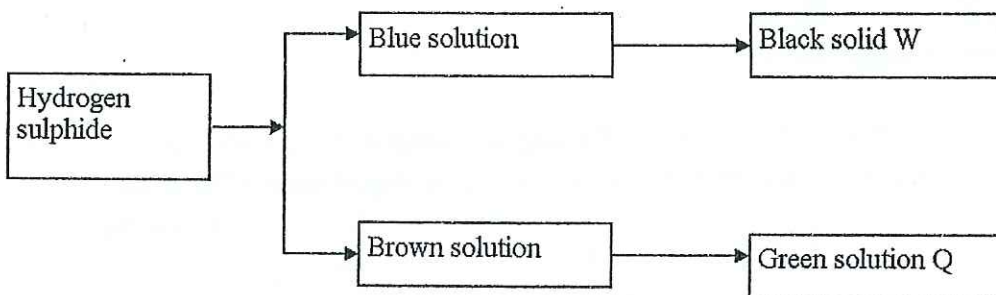 Blue solution
Black solid W
Hydrogen
sulphide
Brown solution
Green solution Q